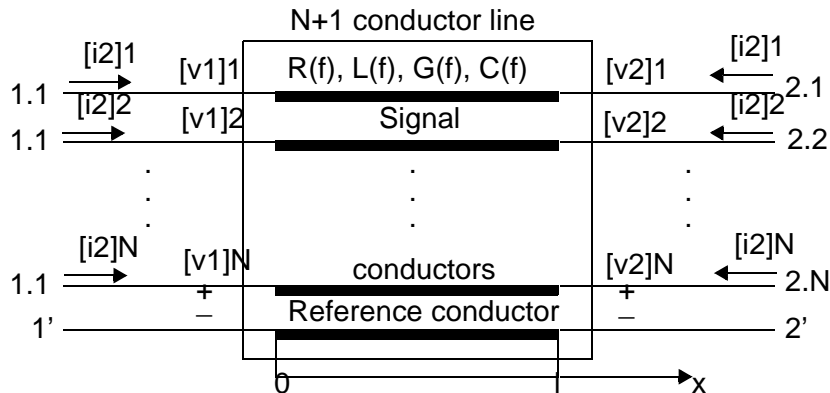 N+1 conductor line
[i2]1 [v1]1 R(f), L(f), G(f), C(f) [v2]1 [i2]1
1.1 2.1
[i2]2 [v1]2 Signal [v2]2 [i2]2
1.1 2.2
. . .
. . .
. . .
[i2]N [v1]N conductors [v2]N [i2]N
1.1 + + 2.N
– Reference conductor –
1’ 2’
0 l x